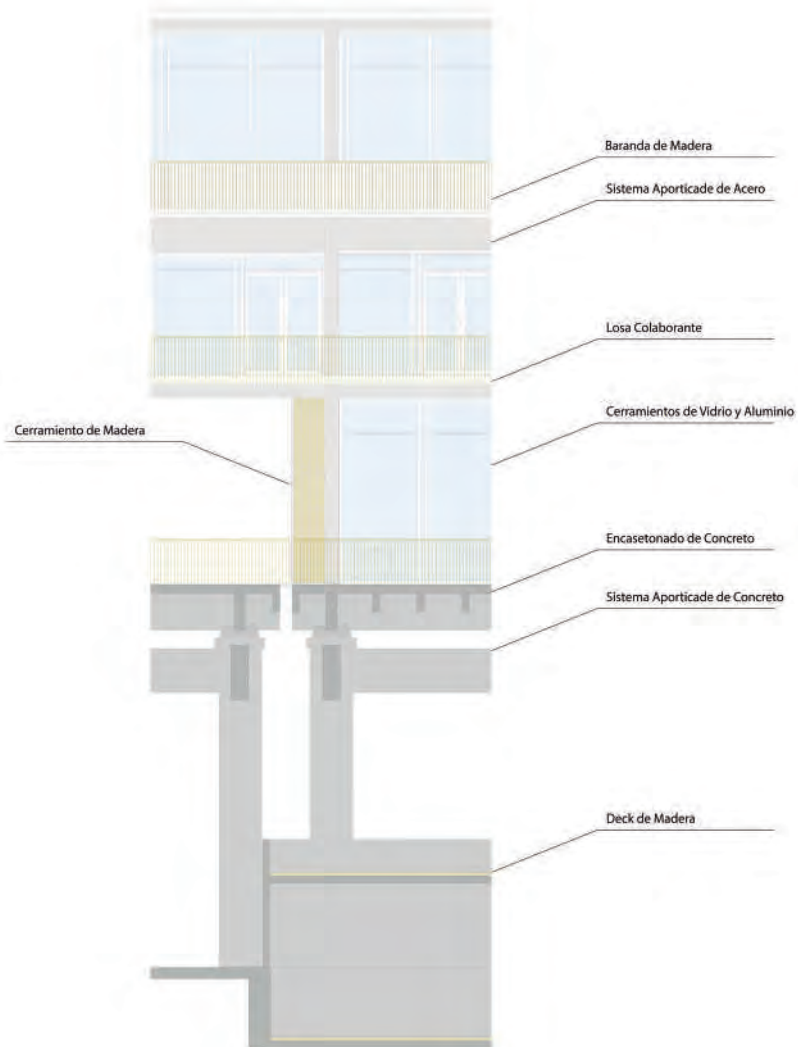 Baranda de Madera
Sistema Aporticade de Acero
Losa Colaborante
Cerramientos de Vidrio y Aluminio
Cerramiento de Madera
Encasetonado de Concreto
Sistema Aporticade de Concreto
Deck de Madera